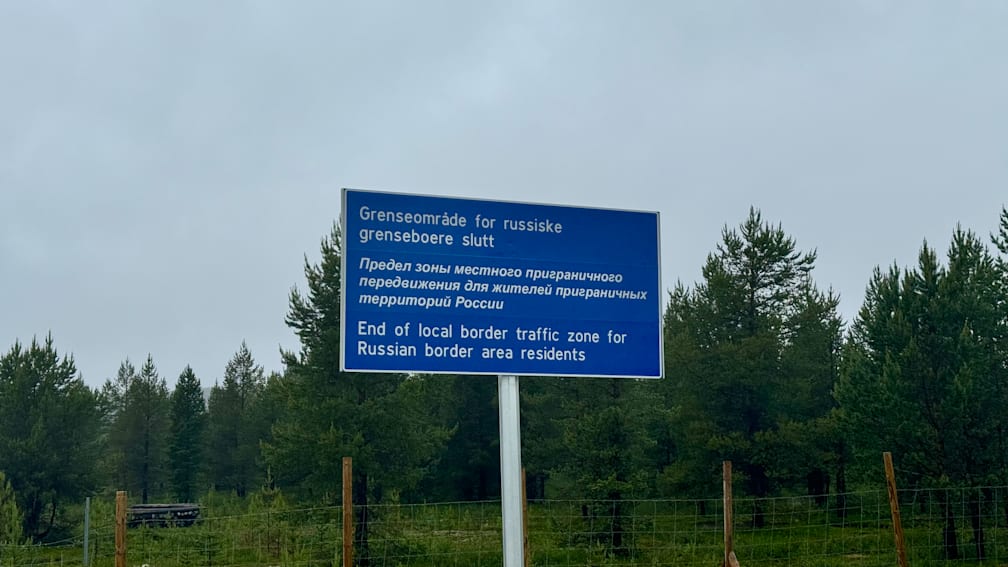 Grenseområde for russiske
grenseboere slutt
Предел зоны местного приграничного
передвижения для жителей приграничных
территорий России
End of local border traffic zone for
Russian border area residents